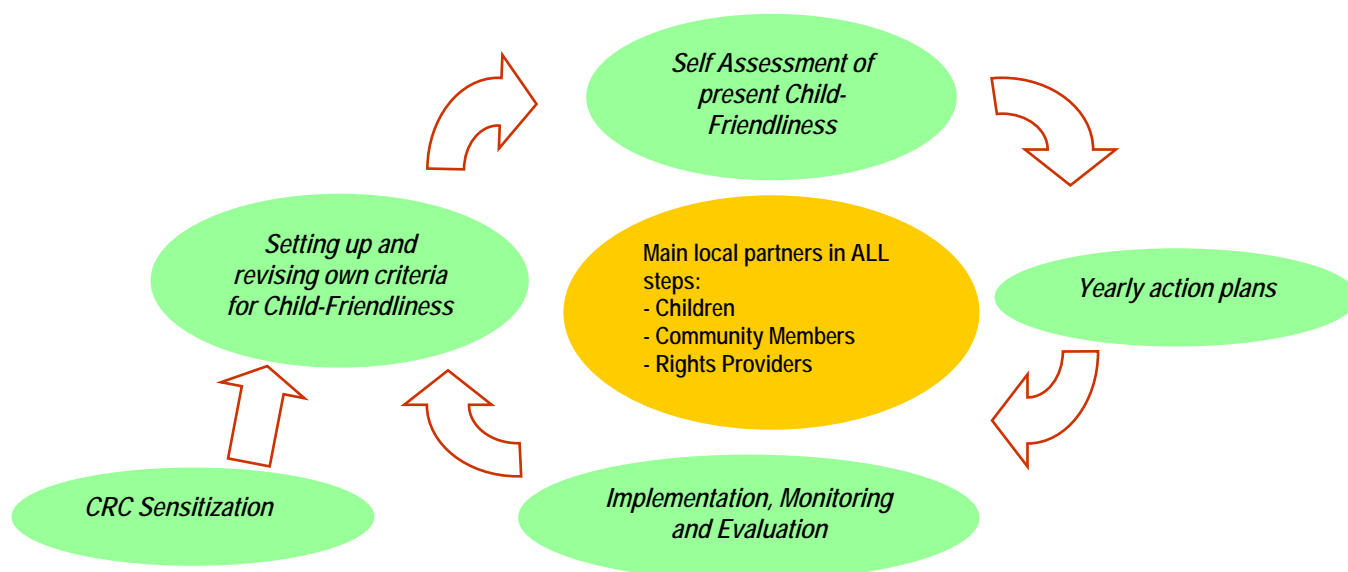 Self Assessment of
present Child-
Friendliness
Setting up and
revising own criteria
for Child-Friendliness
Main local partners in ALL
steps:
- Children
- Community Members
- Rights Providers
Yearly action plans
CRC Sensitization
Implementation, Monitoring
and Evaluation